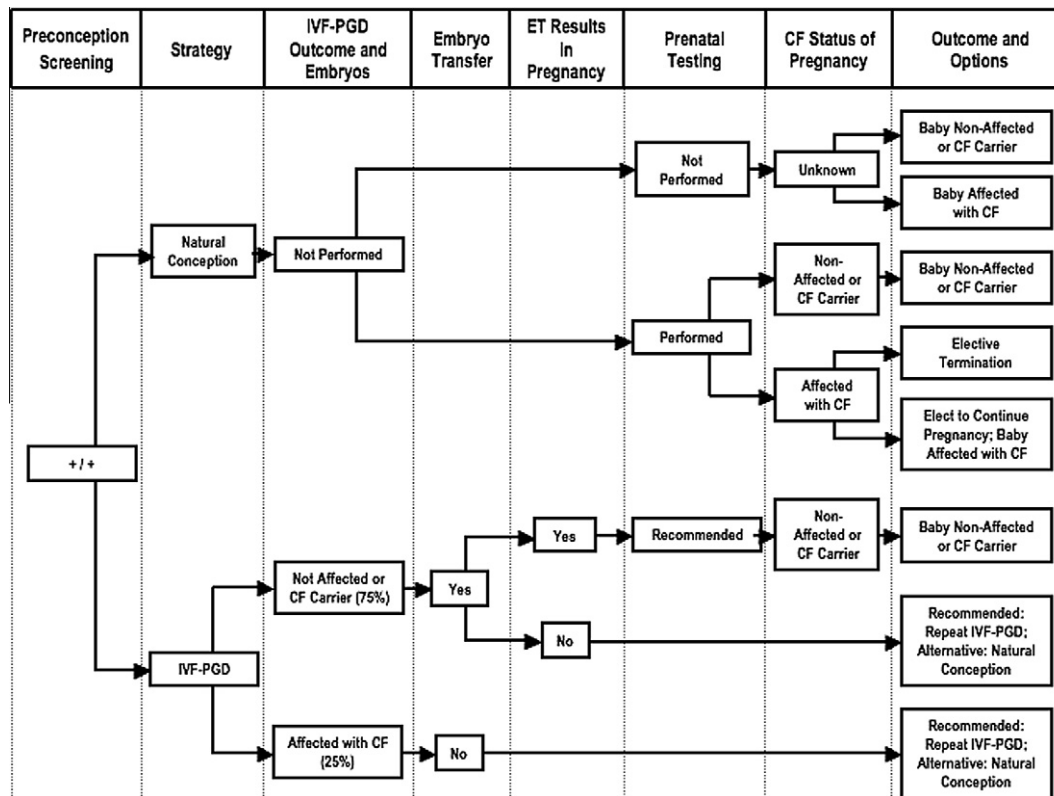 Preconception
Screening
Strategy
IVF-PGD
Outcome and
Embryos
Embryo
Transfer
ET Results
in
Pregnancy
Prenatal
Testing
CF Status of
Pregnancy
Outcome and
Options
+ / +
Natural
Conception
Not Performed
Not
Performed
Unknown
Baby Non-Affected
or CF Carrier
Baby Affected
with CF
Performed
Non-
Affected or
CF Carrier
Baby Non-Affected
or CF Carrier
Affected
with CF
Elective
Termination
Elect to Continue
Pregnancy; Baby
Affected with CF
IVF-PGD
Not Affected or
CF Carrier (75%)
Yes
Yes
Recommended
Non-
Affected or
CF Carrier
Baby Non-Affected
or CF Carrier
No
Recommended:
Repeat IVF-PGD;
Alternative: Natural
Conception
Affected with CF
(25%)
No
Recommended:
Repeat IVF-PGD;
Alternative: Natural
Conception